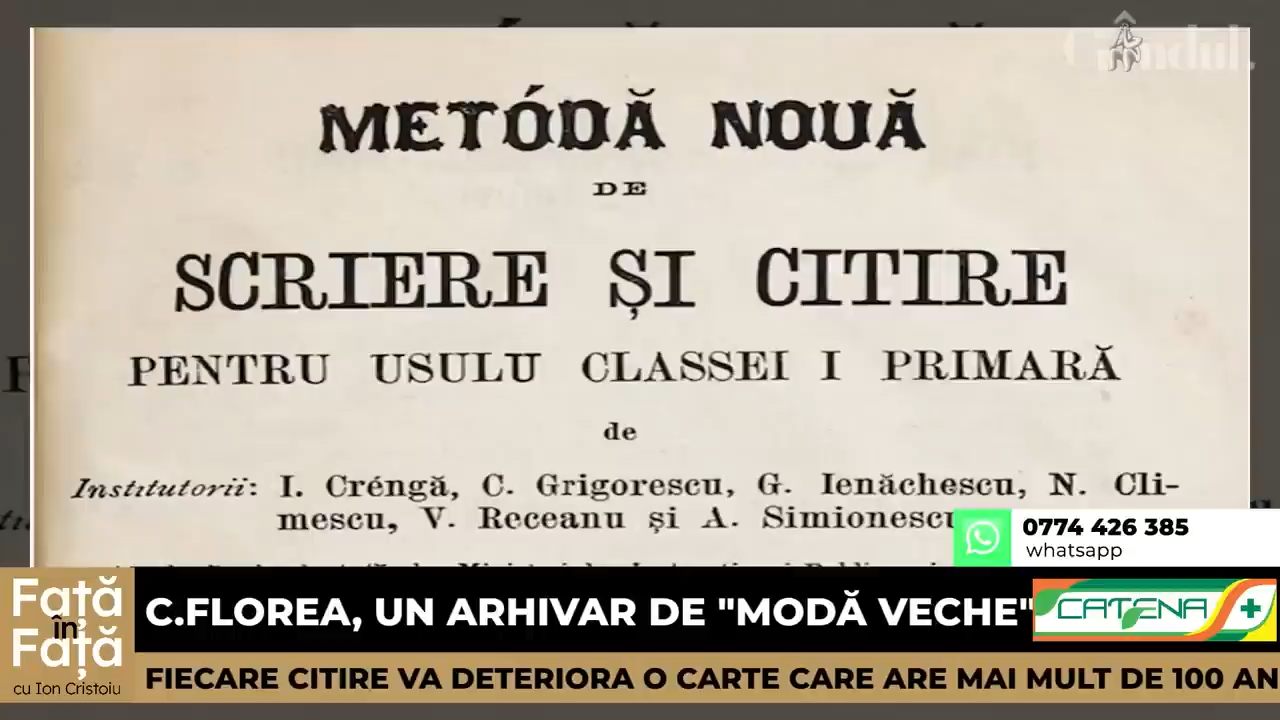 Gândul.
METÓDĂ NOUĂ
DE
SCRIERE ȘI CITIRE
PENTRU USULU CLASSEI I PRIMARĂ
de
Institutorii: I. Créngă, C. Grigorescu, G. Ienăchescu, N. Cli-
mescu, V. Receanu și A. Simionescu
0774 426 385
whatsapp
Față
în
Față
cu Ion Cristoiu
C.FLOREA, UN ARHIVAR DE "MODĂ VECHE"
CATENA
FIECARE CITIRE VA DETERIORA O CARTE CARE ARE MAI MULT DE 100 AN